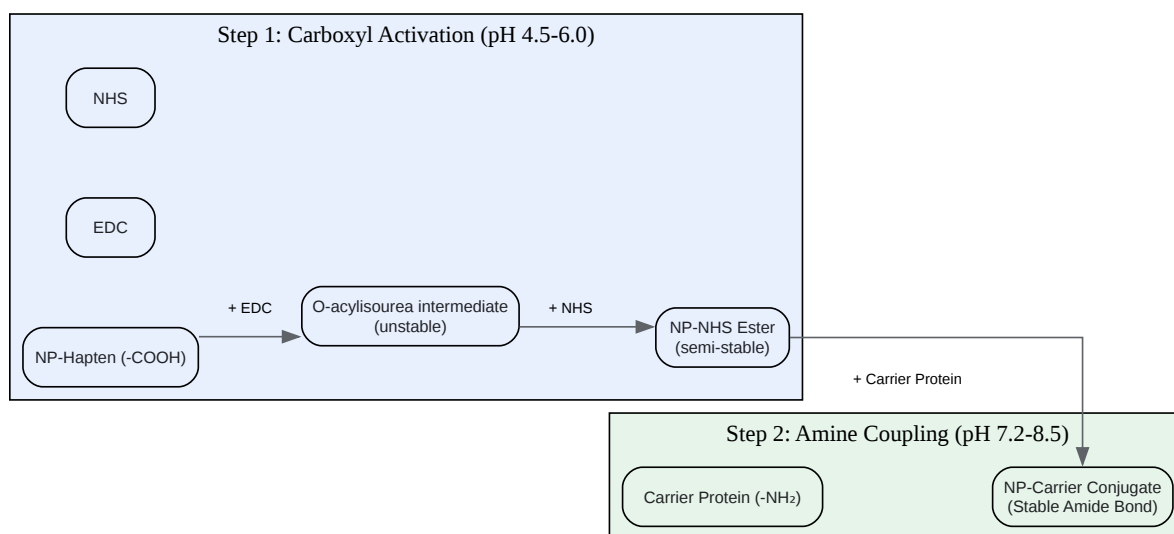 Step 1: Carboxyl Activation (pH 4.5-6.0)
NHS
EDC
NP-Hapten (-COOH)
+ EDC
O-acylisourea intermediate
(unstable)
+ NHS
NP-NHS Ester
(semi-stable)
+ Carrier Protein
Step 2: Amine Coupling (pH 7.2-8.5)
Carrier Protein (-NH₂)
NP-Carrier Conjugate
(Stable Amide Bond)